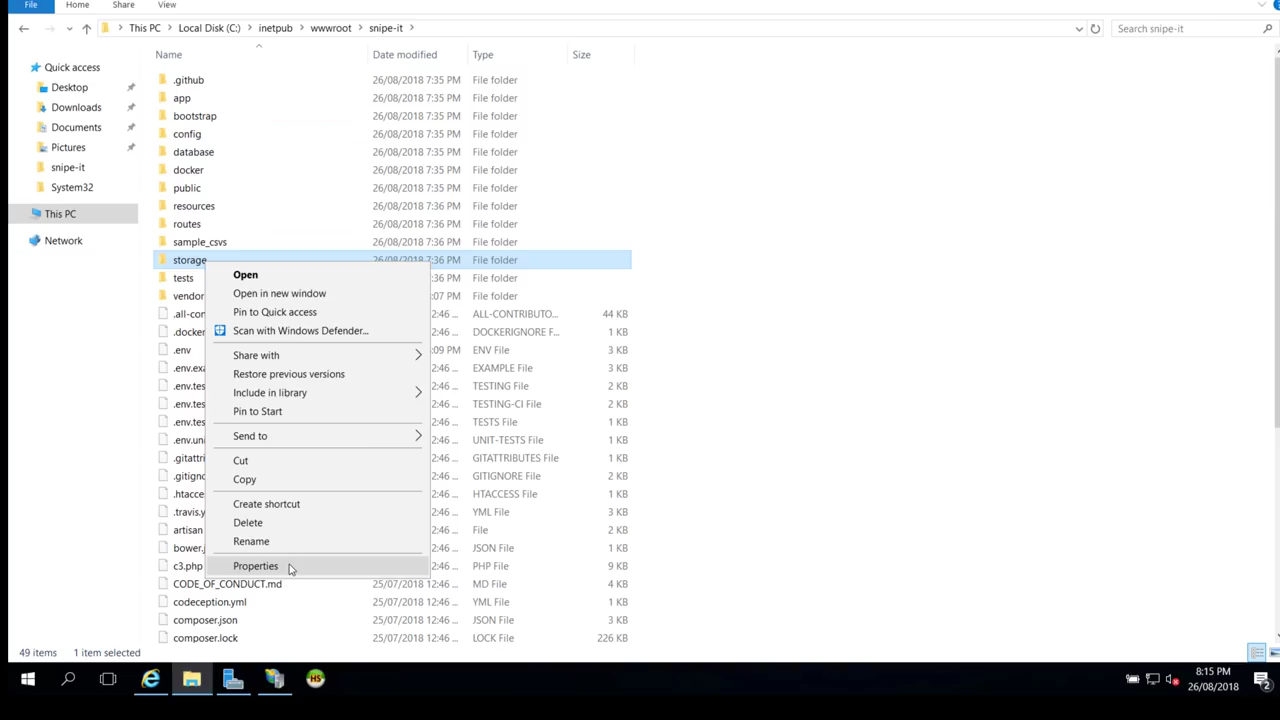 File Home Share View
This PC Local Disk (C:) inetpub wwwroot snipe-it Search snipe-it
Name Date modified Type Size
Quick access
Desktop
Downloads
Documents
Pictures
snipe-it
System32
This PC
Network
.github 26/08/2018 7:35 PM File folder
app 26/08/2018 7:35 PM File folder
bootstrap 26/08/2018 7:35 PM File folder
config 26/08/2018 7:35 PM File folder
database 26/08/2018 7:35 PM File folder
docker 26/08/2018 7:35 PM File folder
public 26/08/2018 7:35 PM File folder
resources 26/08/2018 7:36 PM File folder
routes 26/08/2018 7:36 PM File folder
sample_csvs 26/08/2018 7:36 PM File folder
storage 26/08/2018 7:36 PM File folder
tests :36 PM File folder
vendor :07 PM File folder
.all-con 2:46 ... ALL-CONTRIBUTO... 44 KB
.docker 2:46 ... DOCKERIGNORE F... 1 KB
.env :09 PM ENV File 3 KB
.env.exa 2:46 ... EXAMPLE File 3 KB
.env.tes 2:46 ... TESTING File 2 KB
.env.tes 2:46 ... TESTING-CI File 2 KB
.env.tes 2:46 ... TESTS File 1 KB
.env.uni 2:46 ... UNIT-TESTS File 1 KB
.gitattri 2:46 ... GITATTRIBUTES File 1 KB
.gitigno 2:46 ... GITIGNORE File 1 KB
.htacce 2:46 ... HTACCESS File 1 KB
.travis.y 2:46 ... YML File 3 KB
artisan 2:46 ... File 2 KB
bower.j 2:46 ... JSON File 1 KB
c3.php 2:46 ... PHP File 9 KB
CODE_OF_CONDUCT.md 25/07/2018 12:46 ... MD File 4 KB
codeception.yml 25/07/2018 12:46 ... YML File 1 KB
composer.json 25/07/2018 12:46 ... JSON File 3 KB
composer.lock 25/07/2018 12:46 ... LOCK File 226 KB
Open
Open in new window
Pin to Quick access
Scan with Windows Defender...
Share with
Restore previous versions
Include in library
Pin to Start
Send to
Cut
Copy
Create shortcut
Delete
Rename
Properties
49 items 1 item selected
HS
8:15 PM
26/08/2018
2